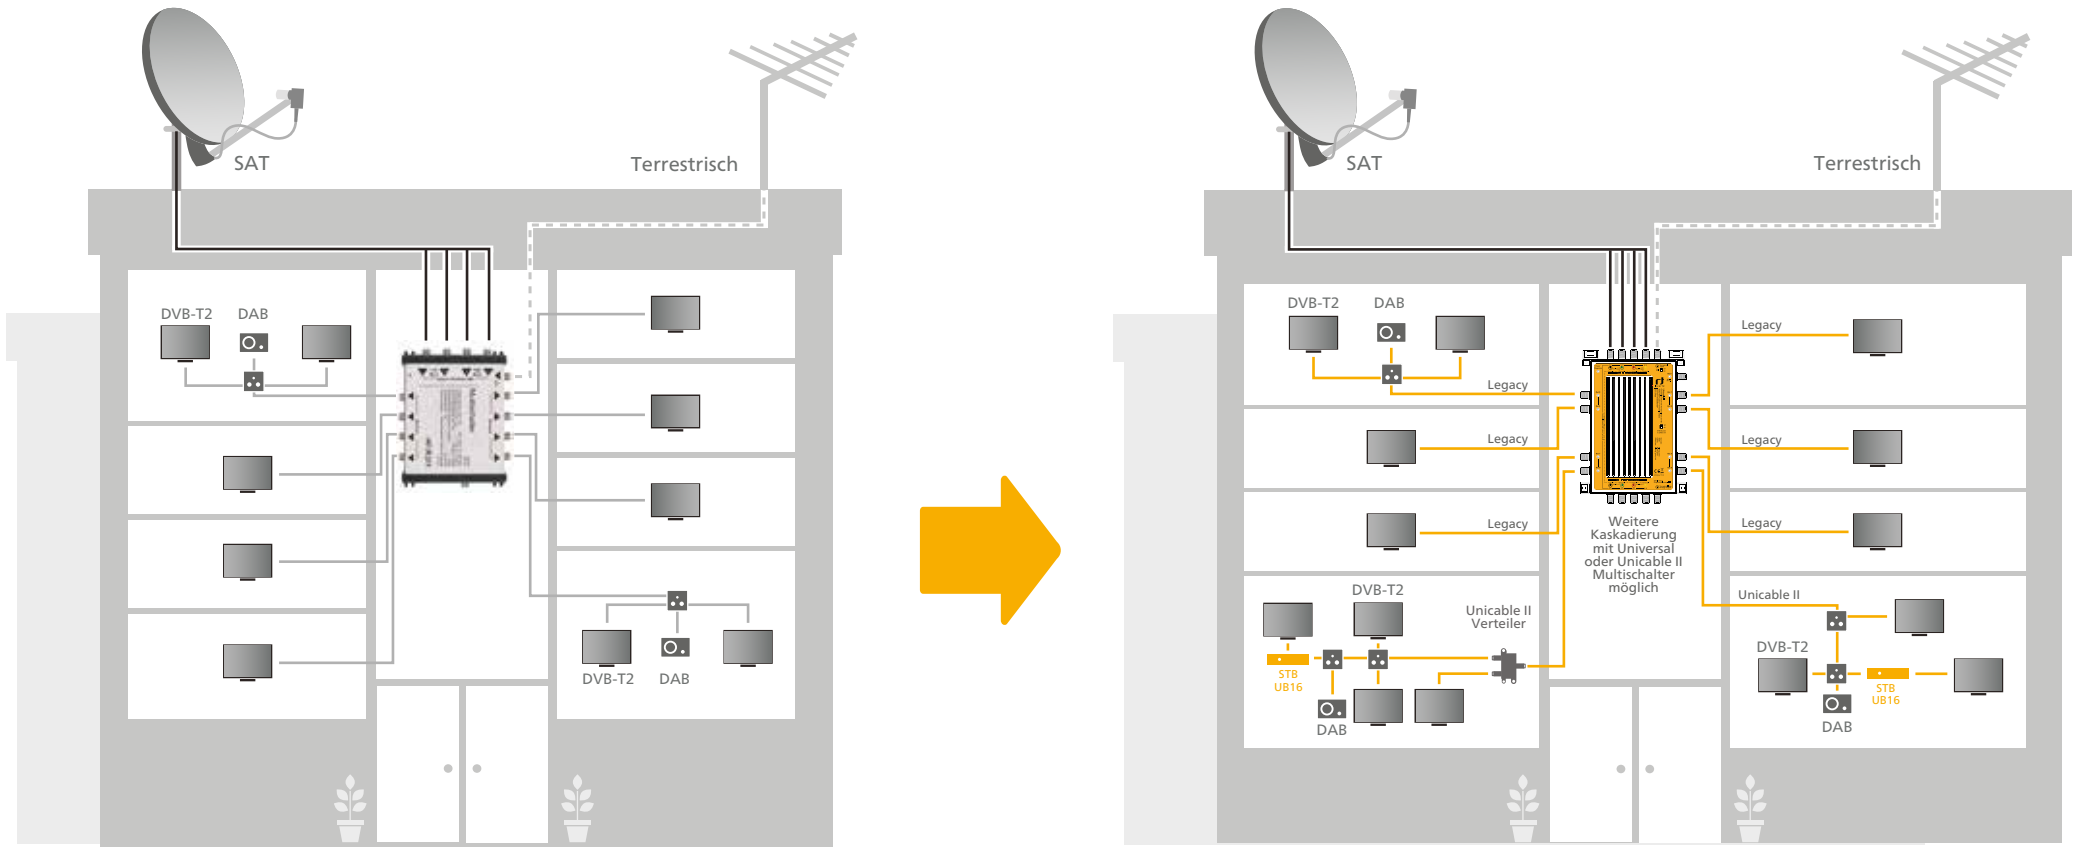 SAT
Terrestrisch
DVB-T2
DAB
DVB-T2
DAB
SAT
Terrestrisch
DVB-T2
DAB
Legacy
Legacy
Legacy
Legacy
Legacy
Legacy
Weitere
Kaskadierung
mit Universal
oder Unicable II
Multischalter
möglich
DVB-T2
Unicable II
Verteiler
STB
UB16
DAB
Unicable II
DVB-T2
STB
UB16
DAB